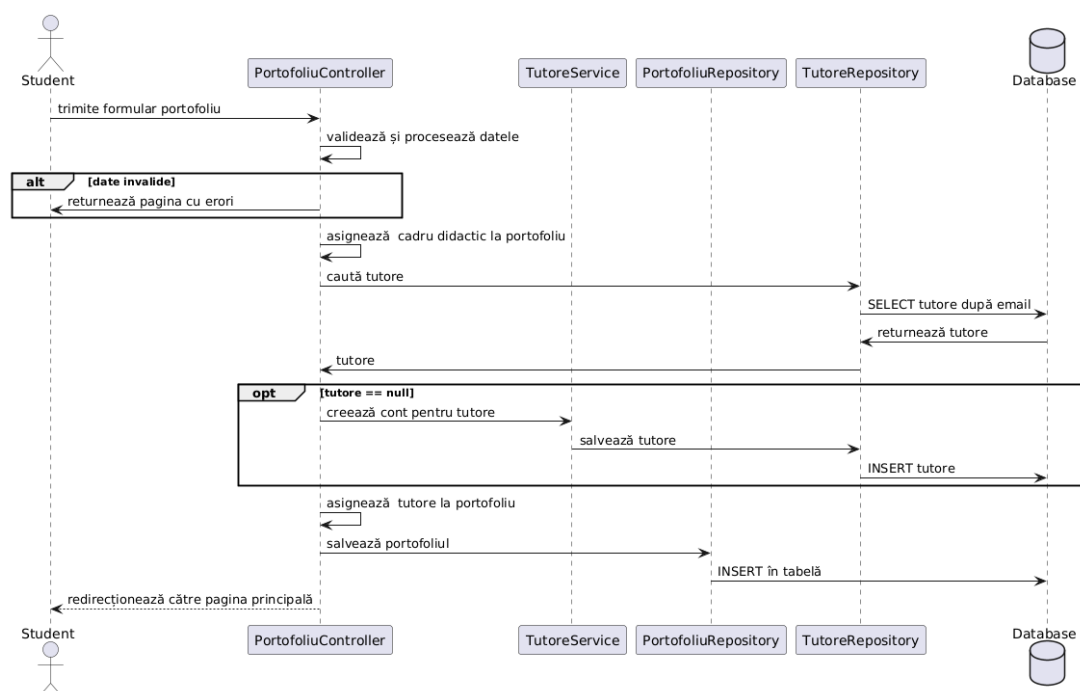 Student
PortofoliuController
TutoreService
PortofoliuRepository
TutoreRepository
Database
trimite formular portofoliu
validează și procesează datele
alt
[date invalide]
returnează pagina cu erori
asignează  cadru didactic la portofoliu
caută tutore
SELECT tutore după email
returnează tutore
tutore
opt
[tutore == null]
creează cont pentru tutore
salvează tutore
INSERT tutore
asignează  tutore la portofoliu
salvează portofoliul
INSERT în tabelă
redirecționează către pagina principală
Student
PortofoliuController
TutoreService
PortofoliuRepository
TutoreRepository
Database